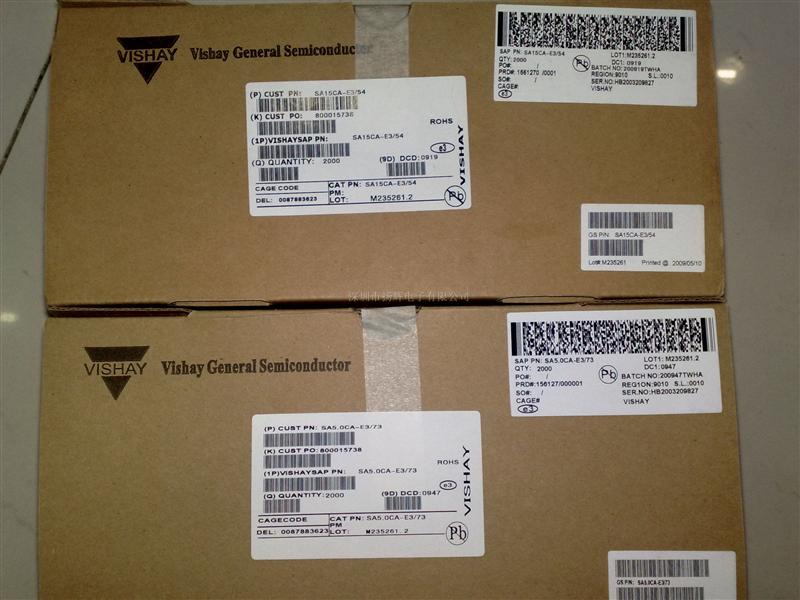 VISHAY
Vishay General Semiconductor
SAP PN: SA15CA-E3/54
QTY: 2000
PO#: /
PRD#: 1561270 /0001
SO#: /
CAGE#
e3
Pb
LOT1: M235261.2
DC1: 0919
BATCH NO: 200919TWHA
REGION: 9010 S.L.:0010
SER.NO: HB2003209827
VISHAY
(P) CUST PN: SA15CA-E3/54
(K) CUST PO: 800015736
(1P)VISHAYSAP PN: SA15CA-E3/54
(Q) QUANTITY: 2000 (9D) DCD:0919
CAGE CODE
DEL: 0087883623
CAT PN: SA15CA-E3/54
PM:
LOT: M235261.2
ROHS
e3
VISHAY
Pb
GS P/N: SA15CA-E3/54
Lot#:M235261 Printed @ 2009/05/10
深圳市扬辉电子有限公司
VISHAY
Vishay General Semiconductor
SAP PN: SA5.0CA-E3/73
QTY: 2000
PO#: /
PRD#:156127/000001
SO#: /
CAGE#
e3
Pb
LOT1: M235261.2
DC1:0947
BATCH NO:200947TWHA
REG1ON:9010 S.L.:0010
SER.NO:HB2003209827
VISHAY
(P) CUST PN: SA5.0CA-E3/73
(K) CUST PO:800015738
(1P)VISHAYSAP PN: SA5.0CA-E3/73
(Q) QUANTITY:2000 (9D) DCD:0947
CAGECODE
DEL: 0087883623
CAT PN: SA5.0CA-E3/73
PM
LOT: M235261.2
ROHS
e3
VISHAY
Pb
GS P/N: SA5.0CA-E3/73